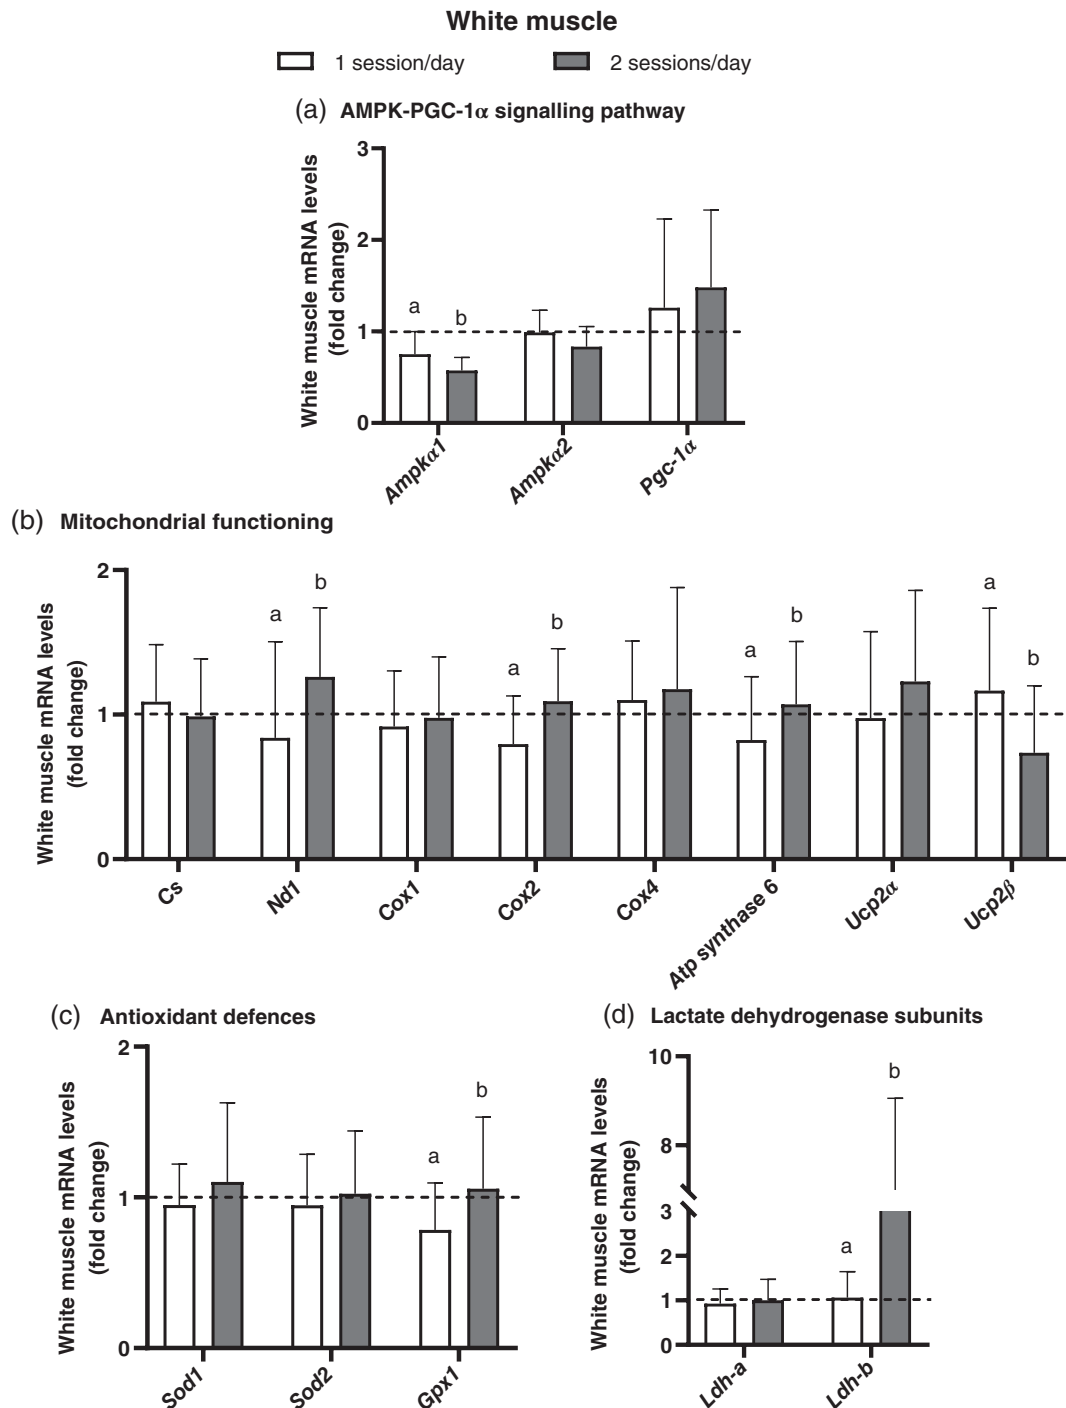 White muscle
1 session/day
2 sessions/day
(a) AMPK-PGC-1α signalling pathway
White muscle mRNA levels
(fold change)
3
2
1
0
a
b
Ampkα1
Ampkα2
Pgc-1α
(b) Mitochondrial functioning
White muscle mRNA levels
(fold change)
2
1
0
a
b
a
b
a
b
a
b
Cs
Nd1
Cox1
Cox2
Cox4
Atp synthase 6
Ucp2α
Ucp2β
(c) Antioxidant defences
White muscle mRNA levels
(fold change)
2
1
0
a
b
Sod1
Sod2
Gpx1
(d) Lactate dehydrogenase subunits
White muscle mRNA levels
(fold change)
10
8
3
2
1
0
a
b
Ldh-a
Ldh-b